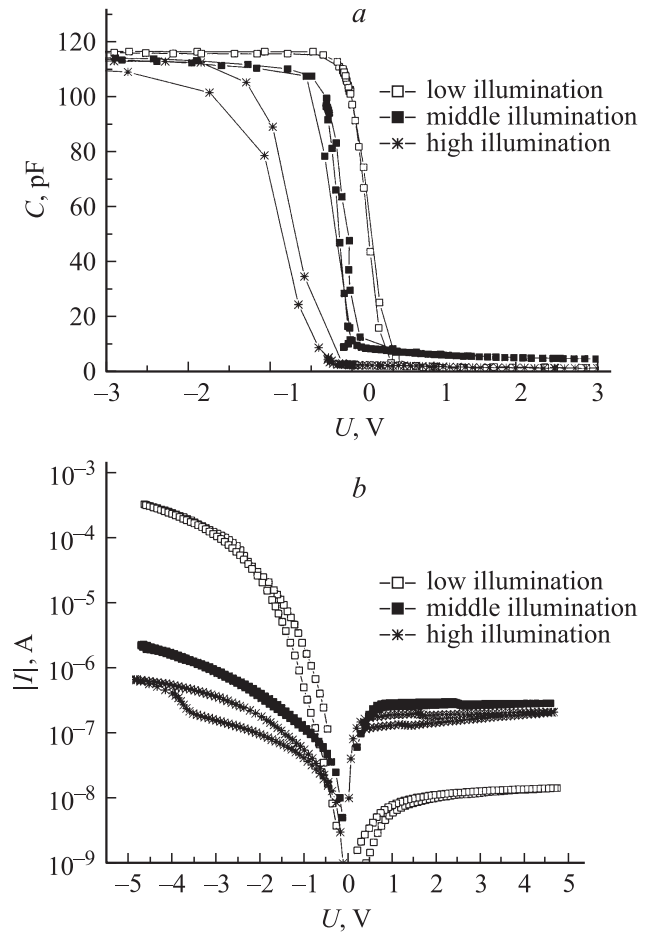 a
120
100
80
60
40
20
0
C, pF
low illumination
middle illumination
high illumination
–3 –2 –1 0 1 2 3
U, V
b
10–3
10–4
10–5
10–6
10–7
10–8
10–9
|I|, A
low illumination
middle illumination
high illumination
–5 –4 –3 –2 –1 0 1 2 3 4 5
U, V